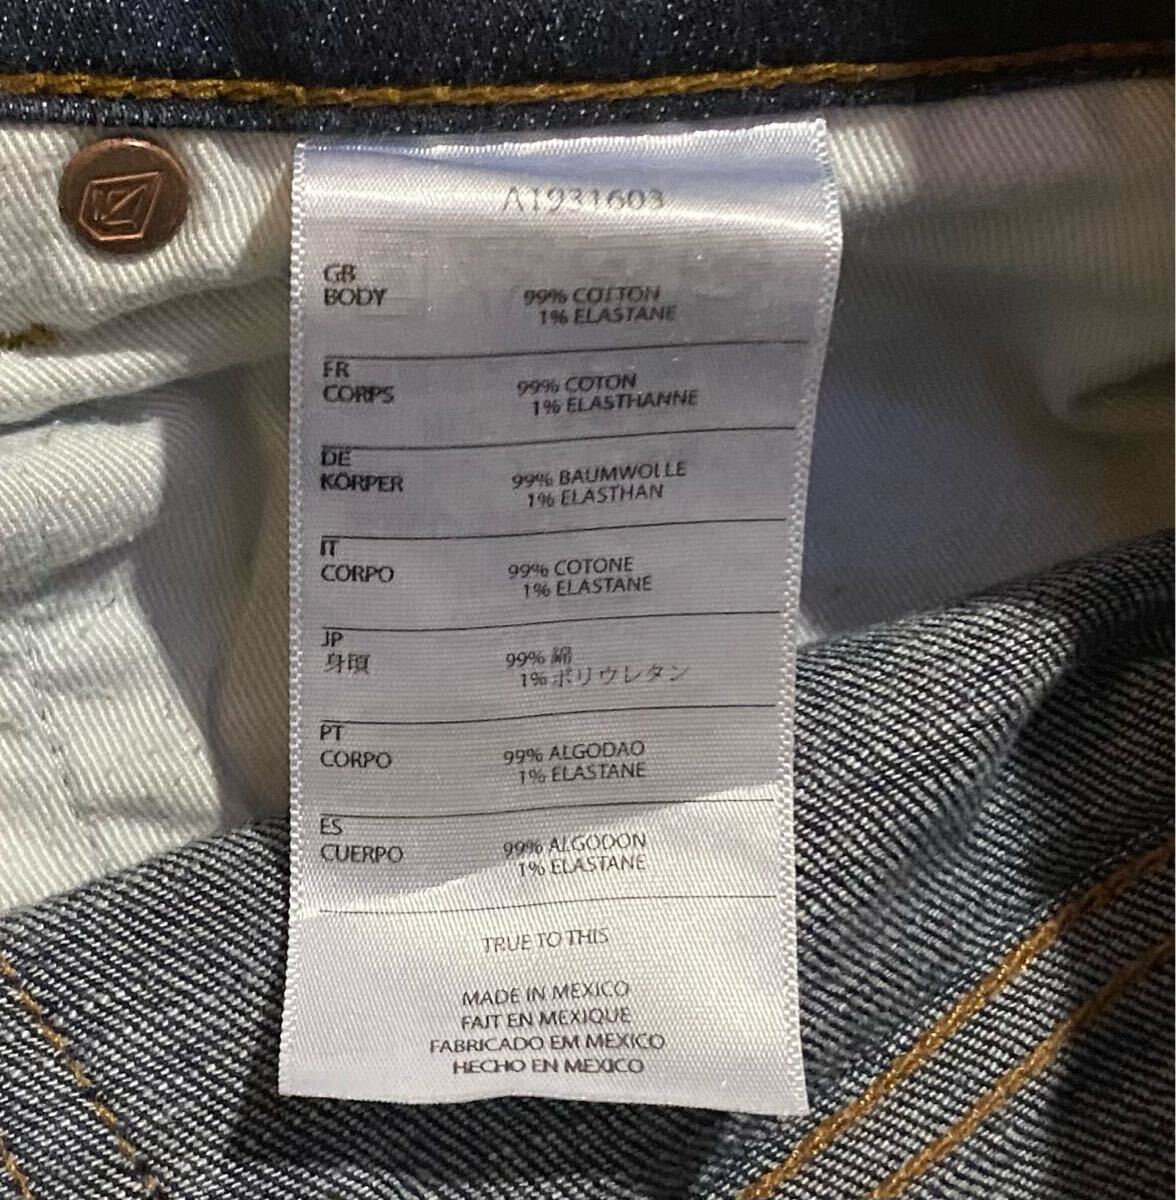 A1931603
GB
BODY
99% COTTON
1% ELASTANE
FR
CORPS
99% COTON
1% ELASTHANNE
DE
KÖRPER
99% BAUMWOLLE
1% ELASTHAN
IT
CORPO
99% COTONE
1% ELASTANE
JP
身頃
99% 綿
1% ポリウレタン
PT
CORPO
99% ALGODAO
1% ELASTANE
ES
CUERPO
99% ALGODON
1% ELASTANE
TRUE TO THIS
MADE IN MEXICO
FAIT EN MEXIQUE
FABRICADO EM MEXICO
HECHO EN MEXICO